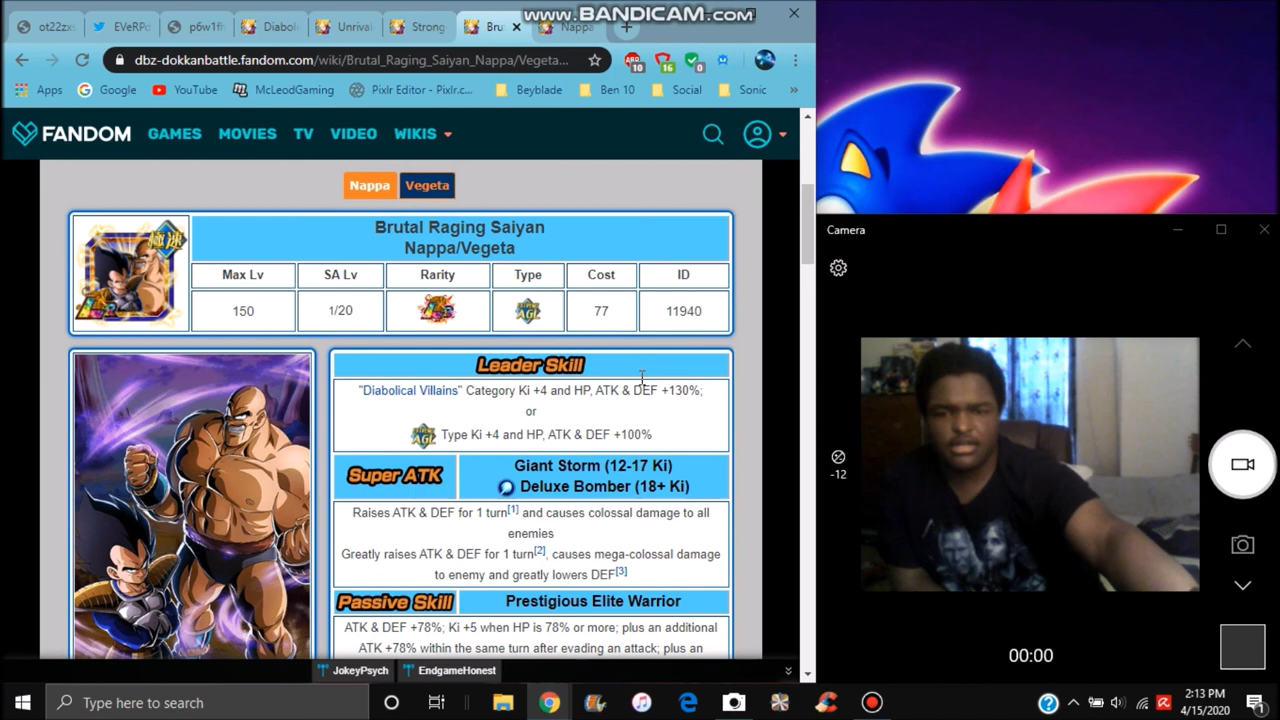 www.BANDICAM.com
ot22zxs
EVeRPd
p6w1fh
Diabol
Unrival
Strong
Bru
Nappa
dbz-dokkanbattle.fandom.com/wiki/Brutal_Raging_Saiyan_Nappa/Vegeta...
10
16
0
Apps
Google
YouTube
McLeodGaming
Pixlr Editor - Pixlr.c...
Beyblade
Ben 10
Social
Sonic
»
FANDOM
GAMES
MOVIES
TV
VIDEO
WIKIS
Nappa
Vegeta
Brutal Raging Saiyan
Nappa/Vegeta
Max Lv
SA Lv
Rarity
Type
Cost
ID
150
1/20
77
11940
極速
Leader Skill
"Diabolical Villains" Category Ki +4 and HP, ATK & DEF +130%;
or
Type Ki +4 and HP, ATK & DEF +100%
Super ATK
Giant Storm (12-17 Ki)
Deluxe Bomber (18+ Ki)
Raises ATK & DEF for 1 turn[1] and causes colossal damage to all
enemies
Greatly raises ATK & DEF for 1 turn[2], causes mega-colossal damage
to enemy and greatly lowers DEF[3]
Passive Skill
Prestigious Elite Warrior
ATK & DEF +78%; Ki +5 when HP is 78% or more; plus an additional
ATK +78% within the same turn after evading an attack; plus an
JokeyPsych
EndgameHonest
Camera
-12
00:00
Type here to search
2:13 PM
4/15/2020